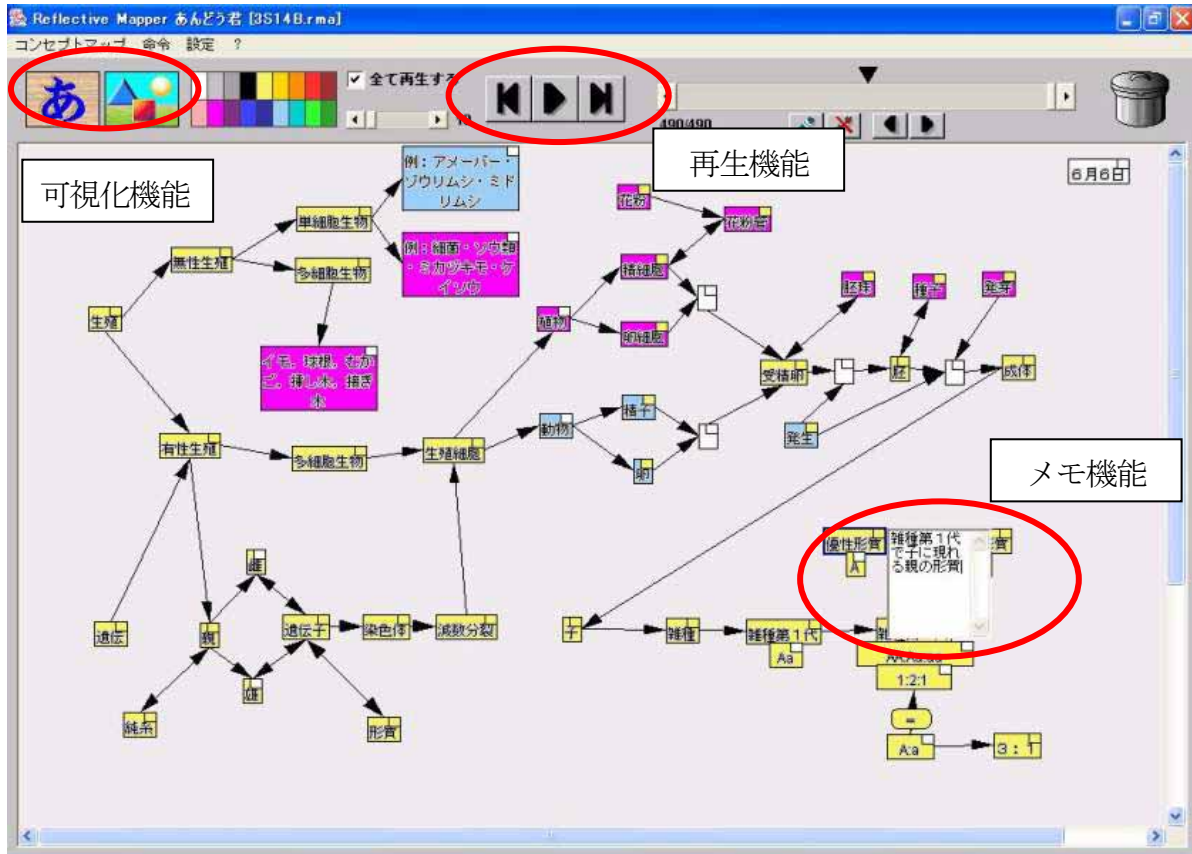 Reflective Mapper あんどう君 [3S14B.rma]
コンセプトマップ 命令 設定 ?
あ
全て再生する
490/490
可視化機能
再生機能
メモ機能
6月6日
例：アメーバー・
ゾウリムシ・ミド
リムシ
単細胞生物
無性生殖
多細胞生物
例：細菌・ソウ類
・ミカヅキモ・ケ
イソウ
生殖
イモ，球根，むか
ご，挿し木，接ぎ
木
花粉
花粉管
精細胞
植物
卵細胞
胚珠
種子
発芽
受精卵
胚
成体
有性生殖
多細胞生物
生殖細胞
動物
精子
卵
発生
優性形質
A
雑種第１代
で子に現れ
る親の形質
雌
遺伝
親
遺伝子
染色体
減数分裂
雄
純系
形質
子
雑種
雑種第１代
Aa
1:2:1
=
A:a
３：１